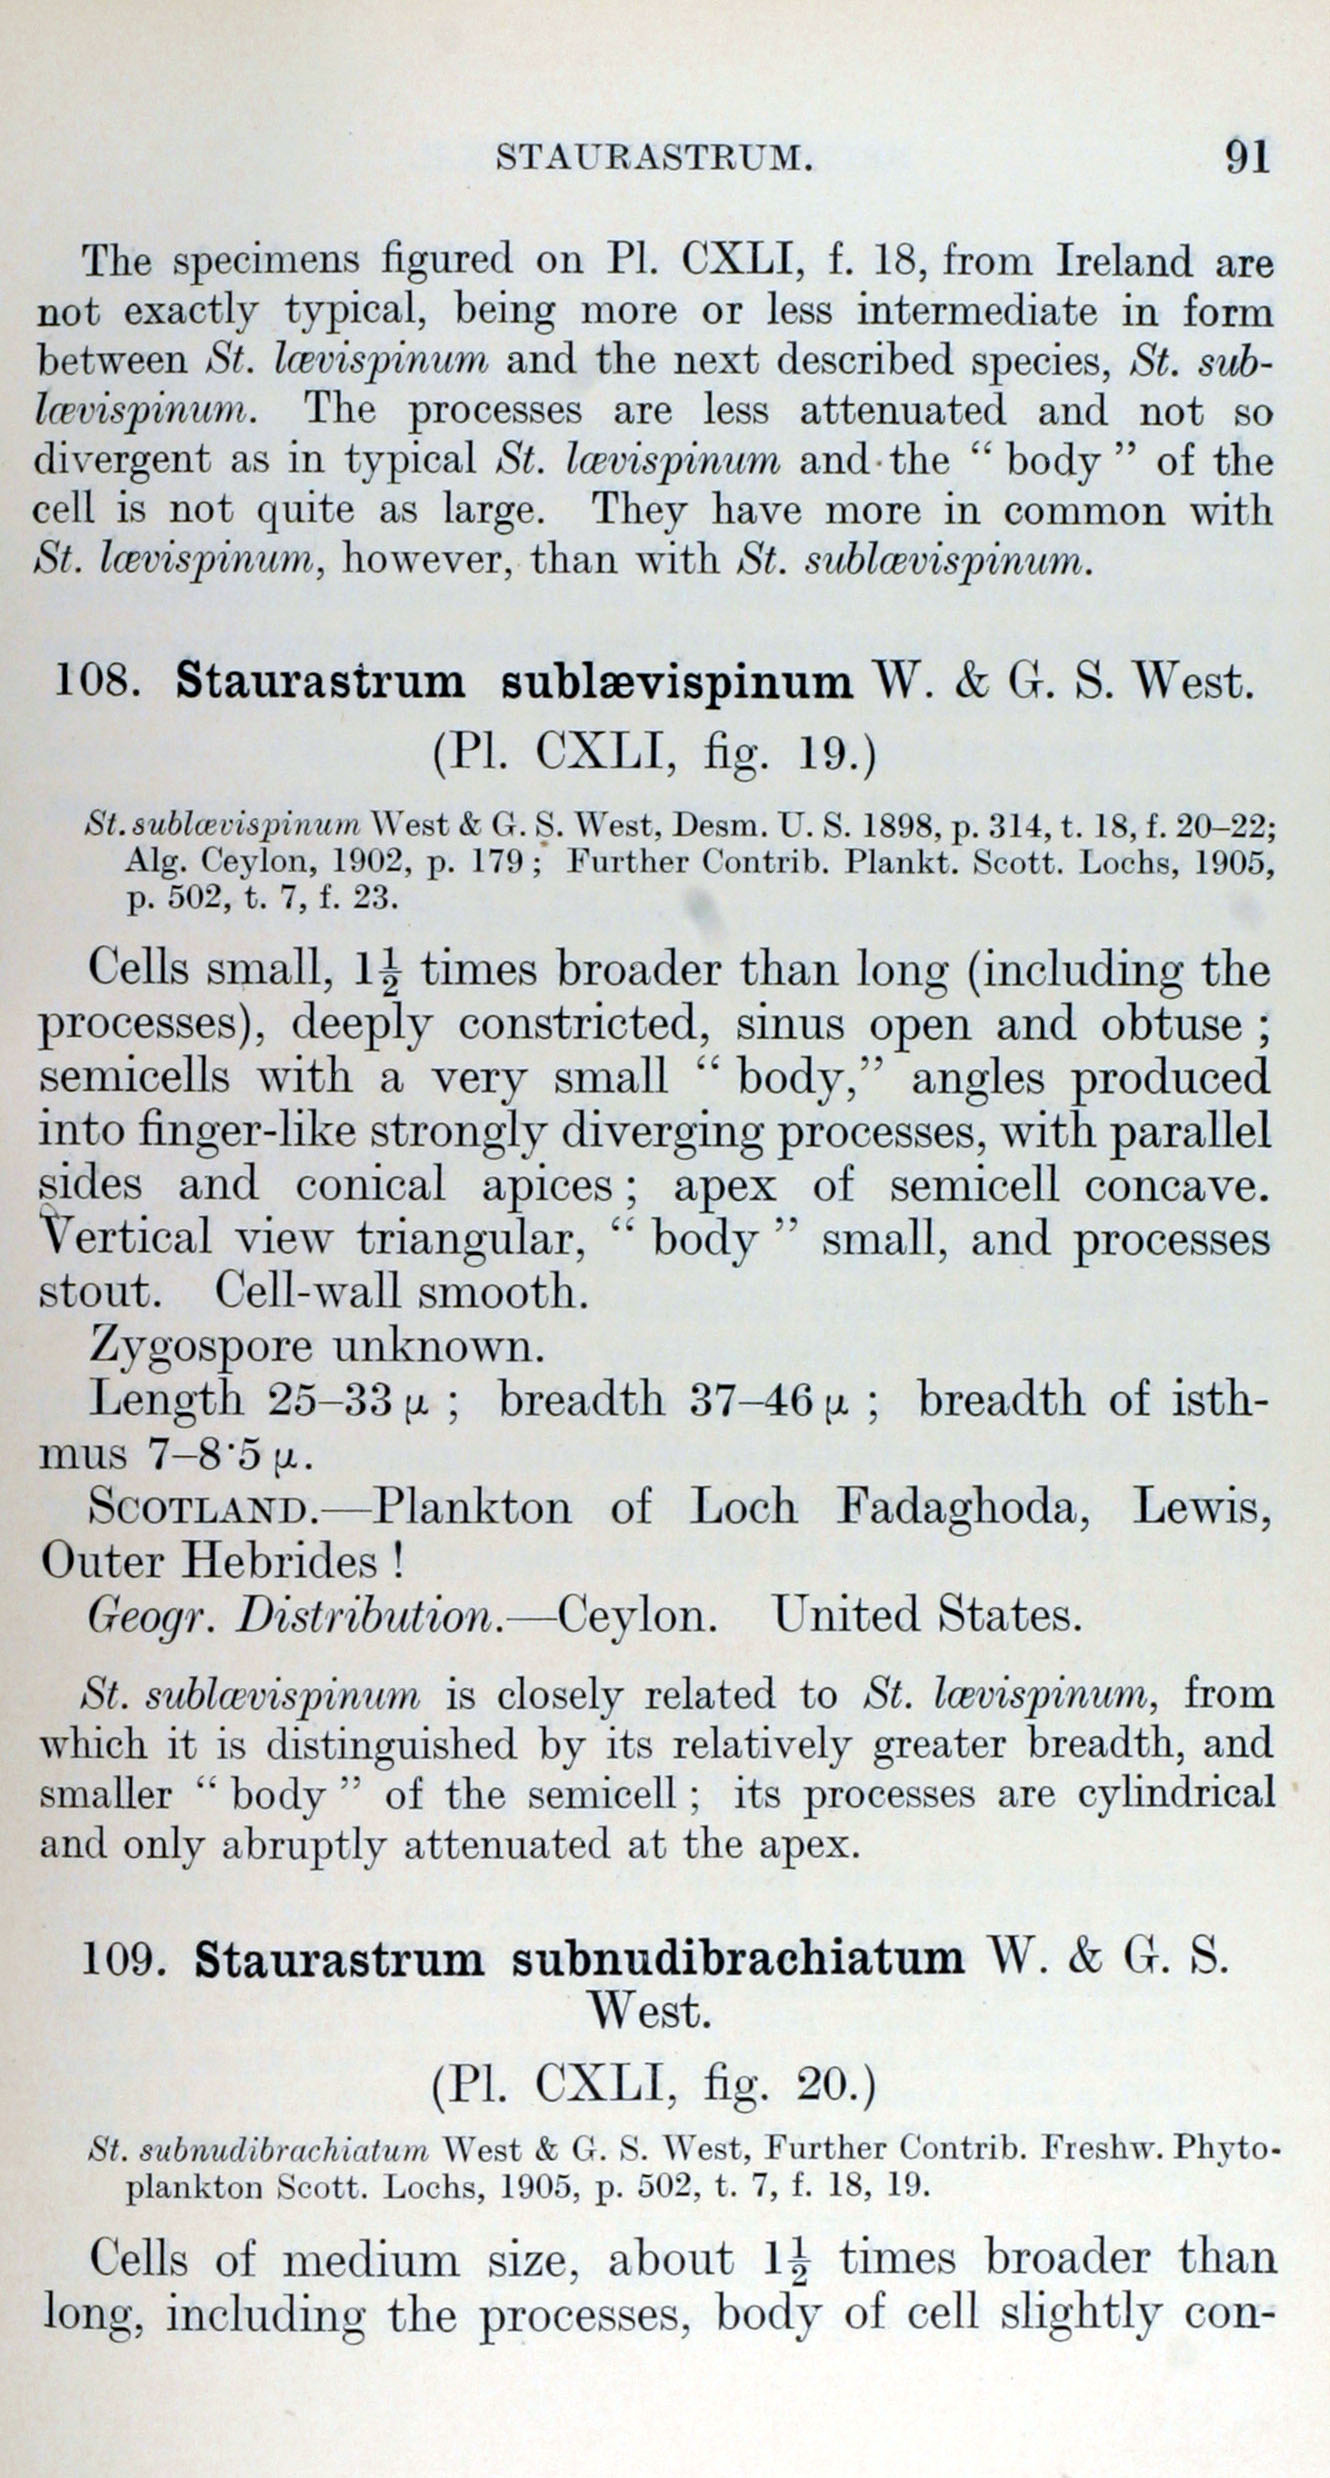 STAURASTRUM. 91
The specimens figured on Pl. CXLI, f. 18, from Ireland are
not exactly typical, being more or less intermediate in form
between St. lævispinum and the next described species, St. sub-
lævispinum. The processes are less attenuated and not so
divergent as in typical St. lævispinum and the “ body ” of the
cell is not quite as large. They have more in common with
St. lævispinum, however, than with St. sublævispinum.
108. Staurastrum sublævispinum W. & G. S. West.
(Pl. CXLI, fig. 19.)
St. sublævispinum West & G. S. West, Desm. U. S. 1898, p. 314, t. 18, f. 20–22;
Alg. Ceylon, 1902, p. 179 ; Further Contrib. Plankt. Scott. Lochs, 1905,
p. 502, t. 7, f. 23.
Cells small, 1½ times broader than long (including the
processes), deeply constricted, sinus open and obtuse ;
semicells with a very small “ body,” angles produced
into finger-like strongly diverging processes, with parallel
sides and conical apices ; apex of semicell concave.
Vertical view triangular, “ body ” small, and processes
stout. Cell-wall smooth.
Zygospore unknown.
Length 25–33 μ ; breadth 37–46 μ ; breadth of isth-
mus 7–8·5 μ.
SCOTLAND.—Plankton of Loch Fadaghoda, Lewis,
Outer Hebrides !
Geogr. Distribution.—Ceylon. United States.
St. sublævispinum is closely related to St. lævispinum, from
which it is distinguished by its relatively greater breadth, and
smaller “ body ” of the semicell ; its processes are cylindrical
and only abruptly attenuated at the apex.
109. Staurastrum subnudibrachiatum W. & G. S.
West.
(Pl. CXLI, fig. 20.)
St. subnudibrachiatum West & G. S. West, Further Contrib. Freshw. Phyto-
plankton Scott. Lochs, 1905, p. 502, t. 7, f. 18, 19.
Cells of medium size, about 1½ times broader than
long, including the processes, body of cell slightly con-